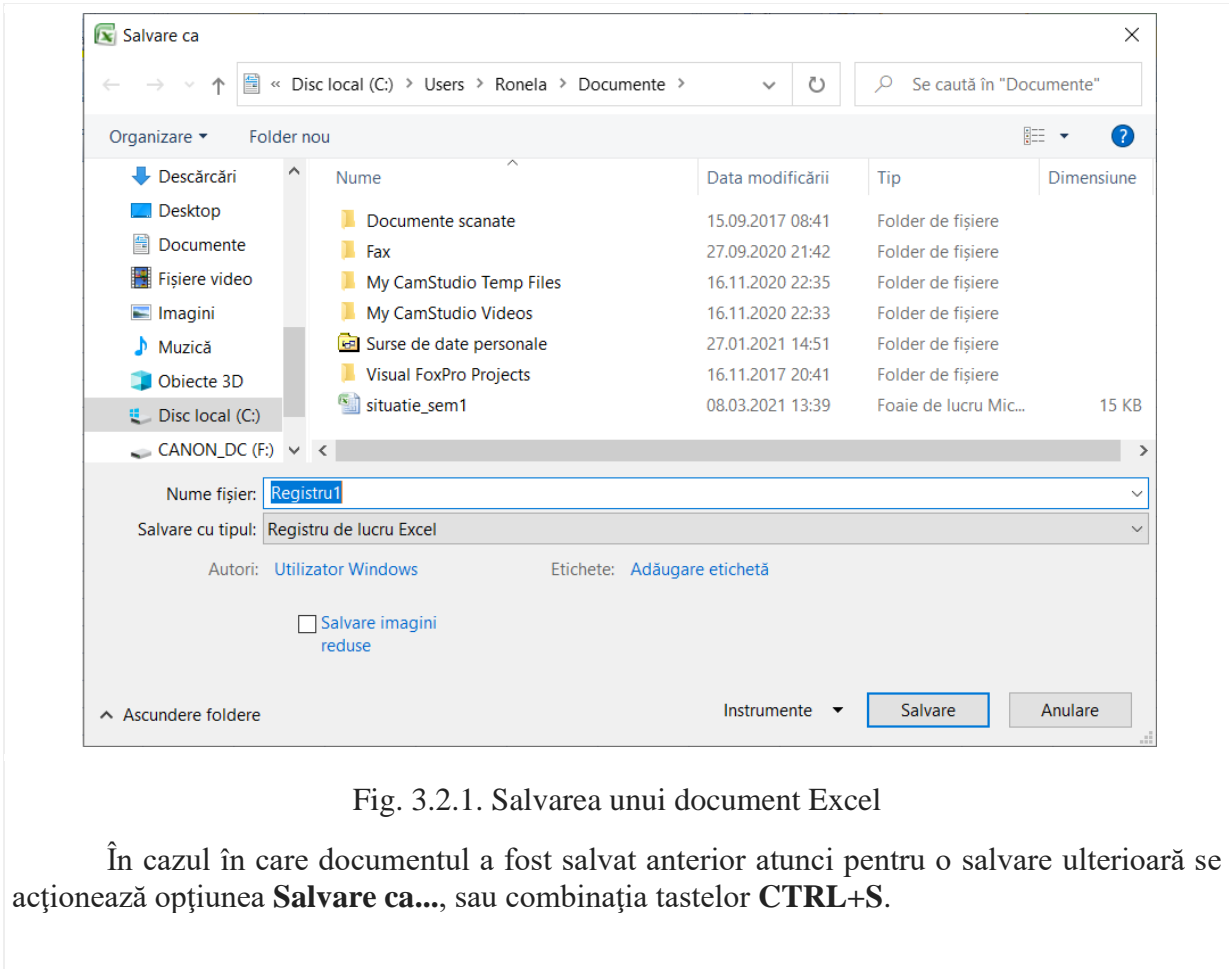 Salvare ca
« Disc local (C:) > Users > Ronela > Documente >
Se caută în "Documente"
Organizare
Folder nou
Nume Data modificării Tip Dimensiune
Descărcări
Desktop
Documente
Fișiere video
Imagini
Muzică
Obiecte 3D
Disc local (C:)
CANON_DC (F:)
Documente scanate 15.09.2017 08:41 Folder de fișiere
Fax 27.09.2020 21:42 Folder de fișiere
My CamStudio Temp Files 16.11.2020 22:35 Folder de fișiere
My CamStudio Videos 16.11.2020 22:33 Folder de fișiere
Surse de date personale 27.01.2021 14:51 Folder de fișiere
Visual FoxPro Projects 16.11.2017 20:41 Folder de fișiere
situatie_sem1 08.03.2021 13:39 Foaie de lucru Mic... 15 KB
Nume fișier: Registru1
Salvare cu tipul: Registru de lucru Excel
Autori: Utilizator Windows Etichete: Adăugare etichetă
Salvare imagini
reduse
Ascundere foldere Instrumente Salvare Anulare
Fig. 3.2.1. Salvarea unui document Excel
În cazul în care documentul a fost salvat anterior atunci pentru o salvare ulterioară se
acţionează opţiunea Salvare ca..., sau combinaţia tastelor CTRL+S.